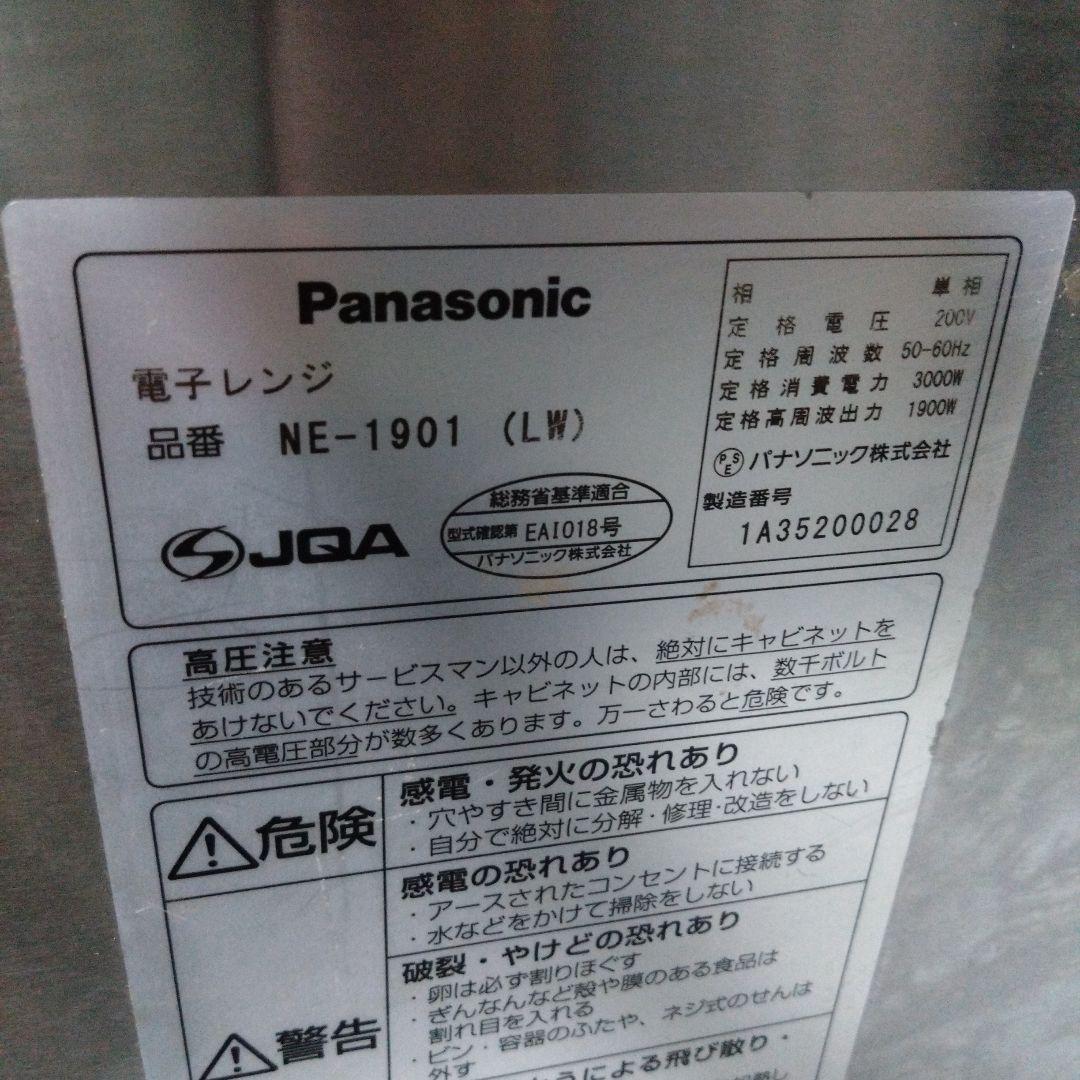 Panasonic
電子レンジ
品番 NE-1901 (LW)
JQA
総務省基準適合
型式確認第 EAI018号
パナソニック株式会社
相 単相
定格電圧 200V
定格周波数 50-60Hz
定格消費電力 3000W
定格高周波出力 1900W
PSE パナソニック株式会社
製造番号
1A35200028
高圧注意
技術のあるサービスマン以外の人は、絶対にキャビネットを
あけないでください。キャビネットの内部には、数千ボルト
の高電圧部分が数多くあります。万一さわると危険です。
危険
感電・発火の恐れあり
・穴やすき間に金属物を入れない
・自分で絶対に分解・修理・改造をしない
警告
感電の恐れあり
・アースされたコンセントに接続する
・水などをかけて掃除をしない
破裂・やけどの恐れあり
・卵は必ず割りほぐす
・ぎんなんなど殻や膜のある食品は
割れ目を入れる
・ビン・容器のふたや、ネジ式のせんは
外す
うによる飛び散り・